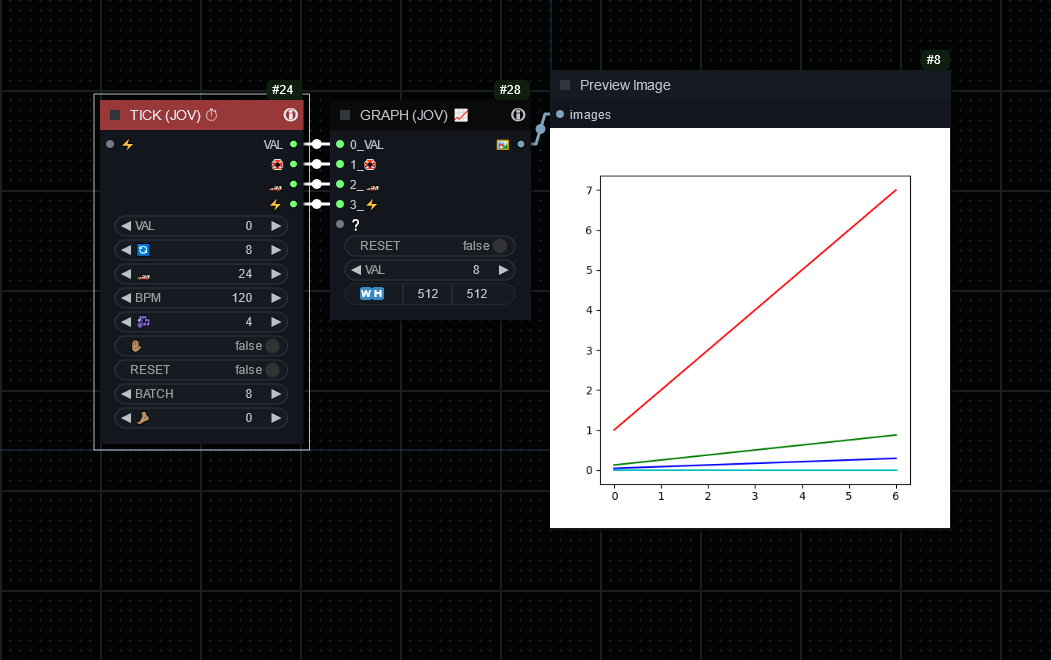 #24
TICK (JOV) ⏱
⚡ VAL
⚡
VAL 0
🔄 8
24
BPM 120
🎶 4
✋🏽 false
RESET false
BATCH 8
🦶🏽 0
#28
GRAPH (JOV) 📈
0_VAL
1_
2_
3_⚡
?
RESET false
VAL 8
WH 512 512
#8
Preview Image
images
7
6
5
4
3
2
1
0
0 1 2 3 4 5 6